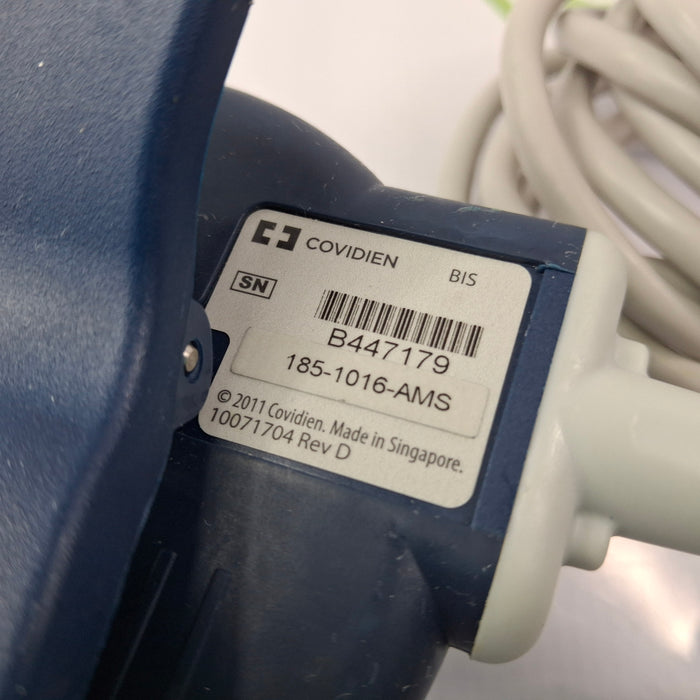 COVIDIEN BIS
SN
B447179
185-1016-AMS
© 2011 Covidien. Made in Singapore.
10071704 Rev D